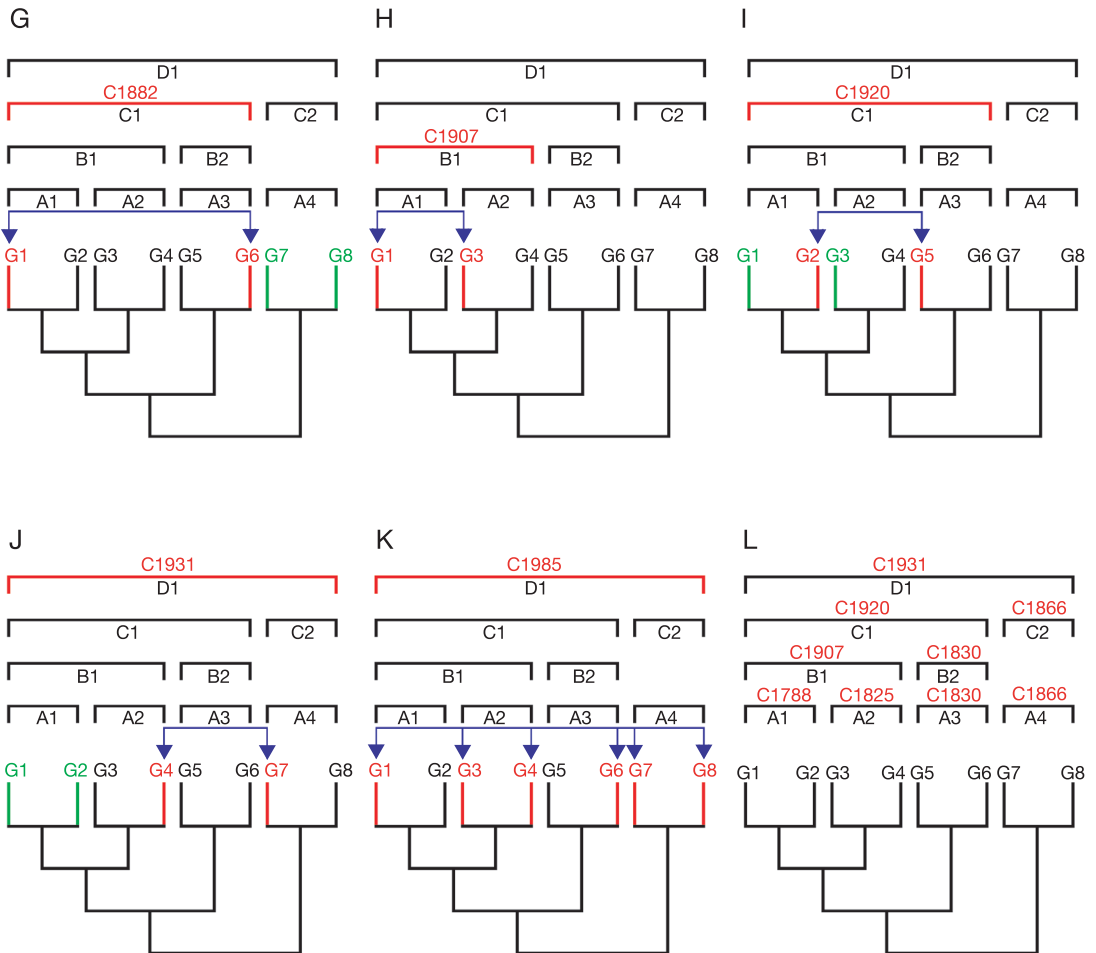 G H I
D1 D1 D1
C1882 C1920
C1 C2 C1 C2 C1 C2
C1907
B1 B2 B1 B2 B1 B2
A1 A2 A3 A4 A1 A2 A3 A4 A1 A2 A3 A4
G1 G2 G3 G4 G5 G6 G7 G8 G1 G2 G3 G4 G5 G6 G7 G8 G1 G2 G3 G4 G5 G6 G7 G8
J K L
C1931 C1985 C1931
D1 D1 D1
C1920 C1866
C1 C2 C1 C2 C1 C2
C1907 C1830
B1 B2 B1 B2 B1 B2
C1788 C1825 C1830 C1866
A1 A2 A3 A4 A1 A2 A3 A4 A1 A2 A3 A4
G1 G2 G3 G4 G5 G6 G7 G8 G1 G2 G3 G4 G5 G6 G7 G8 G1 G2 G3 G4 G5 G6 G7 G8